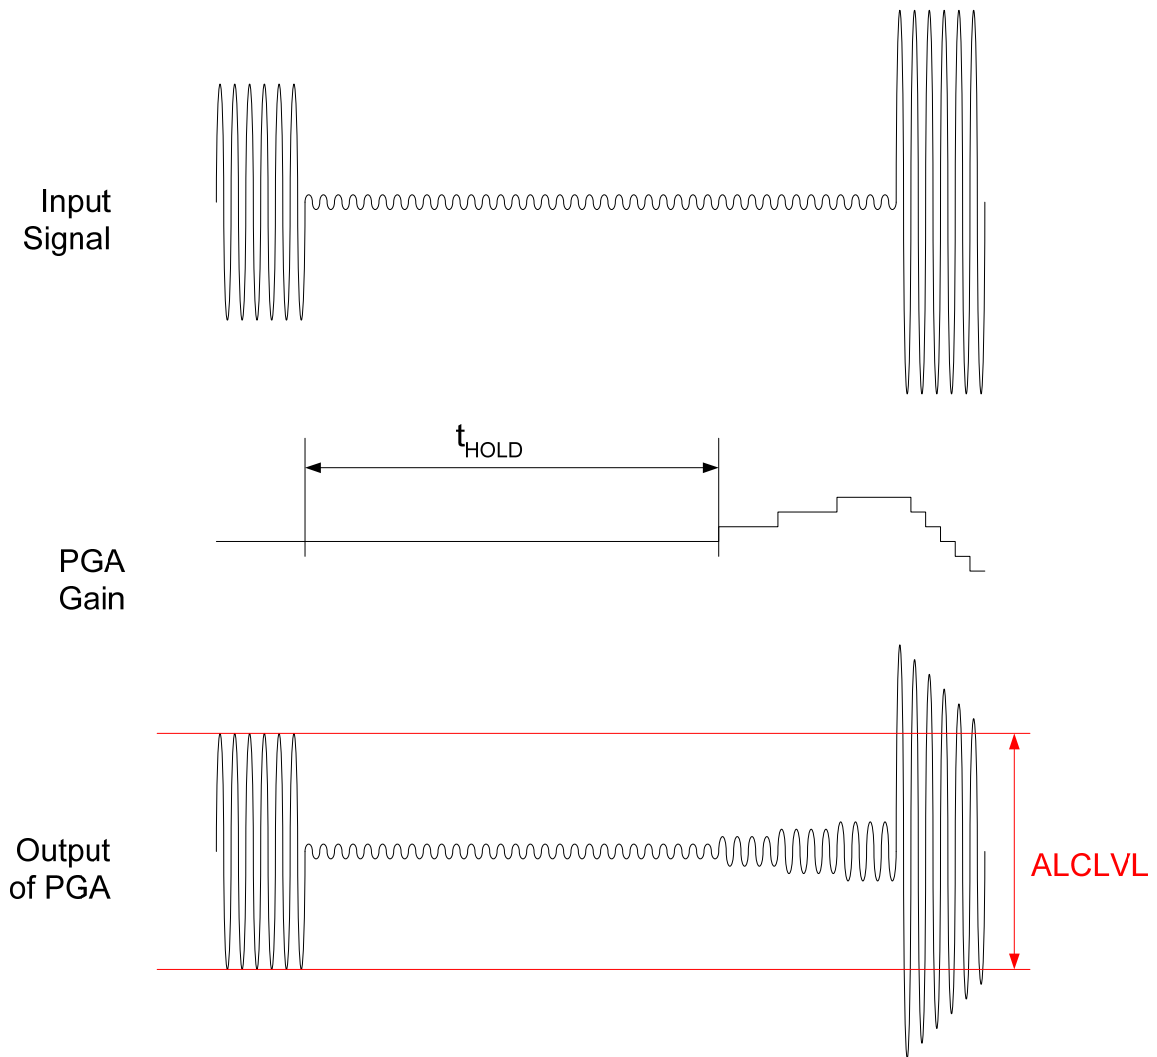 Input
Signal
tHOLD
PGA
Gain
Output
of PGA
ALCLVL